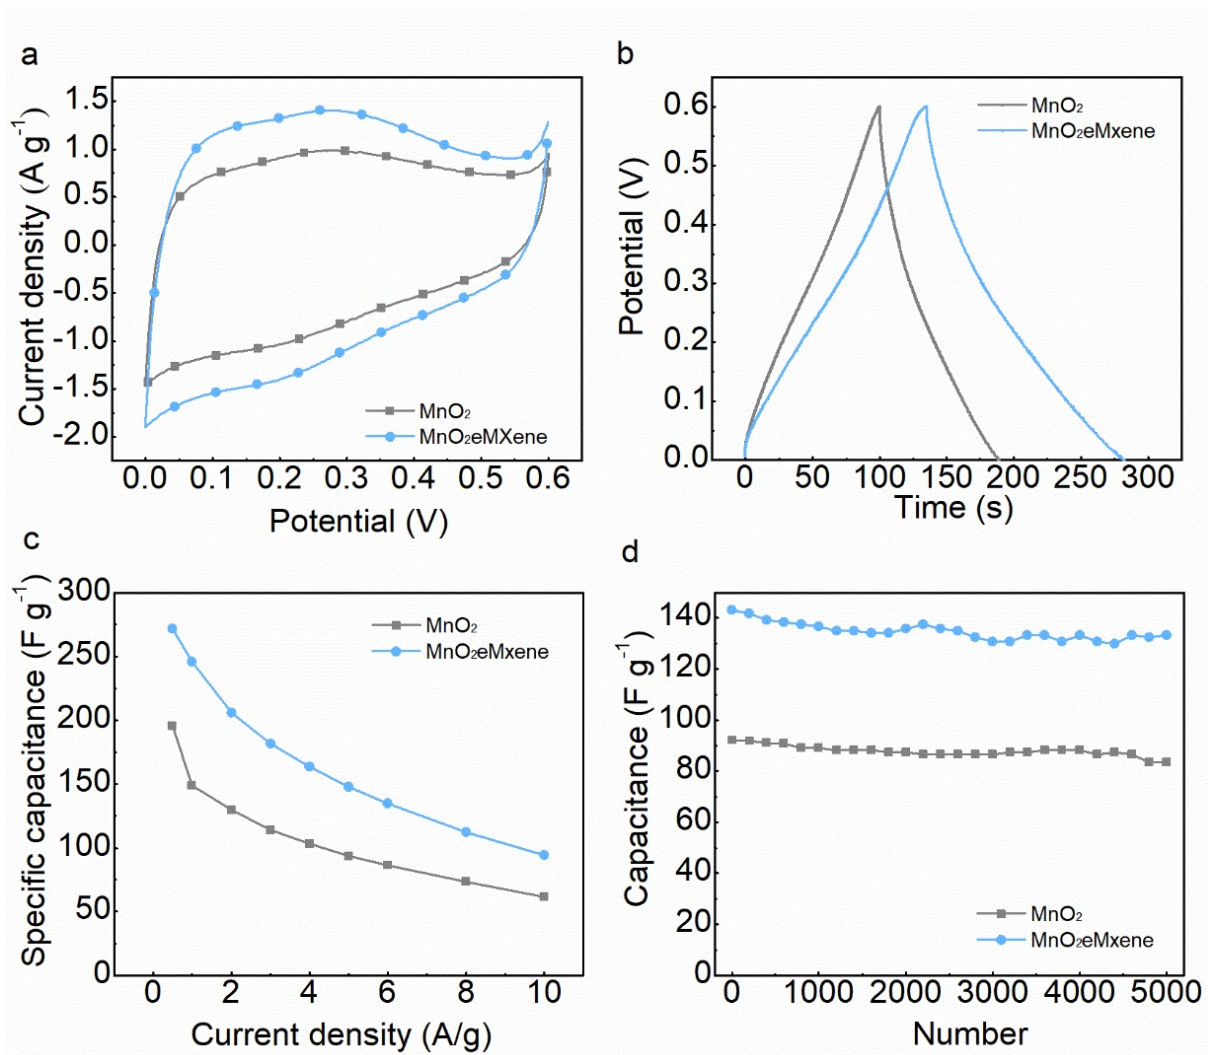 a
Current density (A g⁻¹)
1.5
1.0
0.5
0.0
-0.5
-1.0
-1.5
-2.0
MnO₂
MnO₂eMXene
0.0 0.1 0.2 0.3 0.4 0.5 0.6
Potential (V)
b
Potential (V)
0.6
0.5
0.4
0.3
0.2
0.1
0.0
MnO₂
MnO₂eMxene
0 50 100 150 200 250 300
Time (s)
c
Specific capacitance (F g⁻¹)
300
250
200
150
100
50
0
MnO₂
MnO₂eMxene
0 2 4 6 8 10
Current density (A/g)
d
Capacitance (F g⁻¹)
140
120
100
80
60
40
20
0
MnO₂
MnO₂eMxene
0 1000 2000 3000 4000 5000
Number